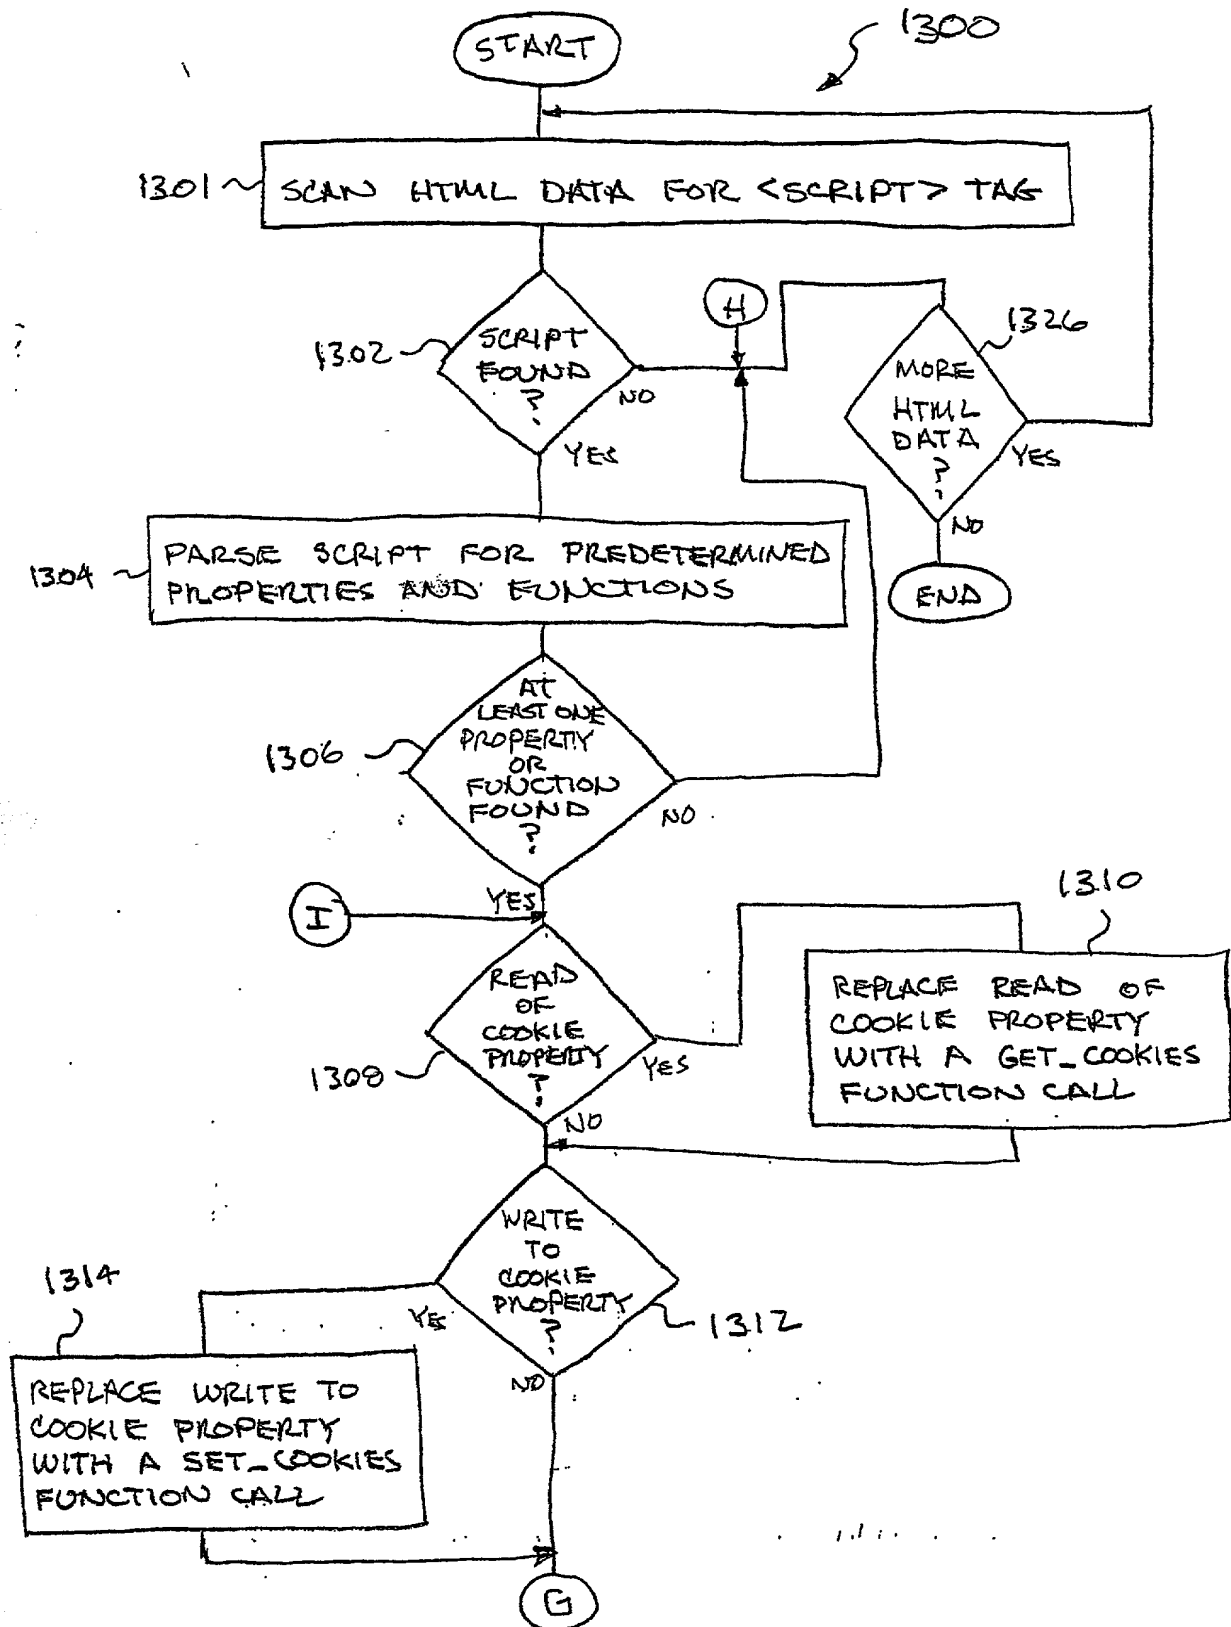 START
1300
1301
SCAN HTML DATA FOR <SCRIPT> TAG
1302
SCRIPT
FOUND
?
NO
YES
H
1326
MORE
HTML
DATA
?
YES
NO
END
1304
PARSE SCRIPT FOR PREDETERMINED
PROPERTIES AND FUNCTIONS
1306
AT
LEAST ONE
PROPERTY
OR
FUNCTION
FOUND
?
NO
YES
I
1308
READ
OF
COOKIE
PROPERTY
?
YES
NO
1310
REPLACE READ OF
COOKIE PROPERTY
WITH A GET_COOKIES
FUNCTION CALL
WRITE
TO
COOKIE
PROPERTY
?
1312
YES
NO
1314
REPLACE WRITE TO
COOKIE PROPERTY
WITH A SET_COOKIES
FUNCTION CALL
G